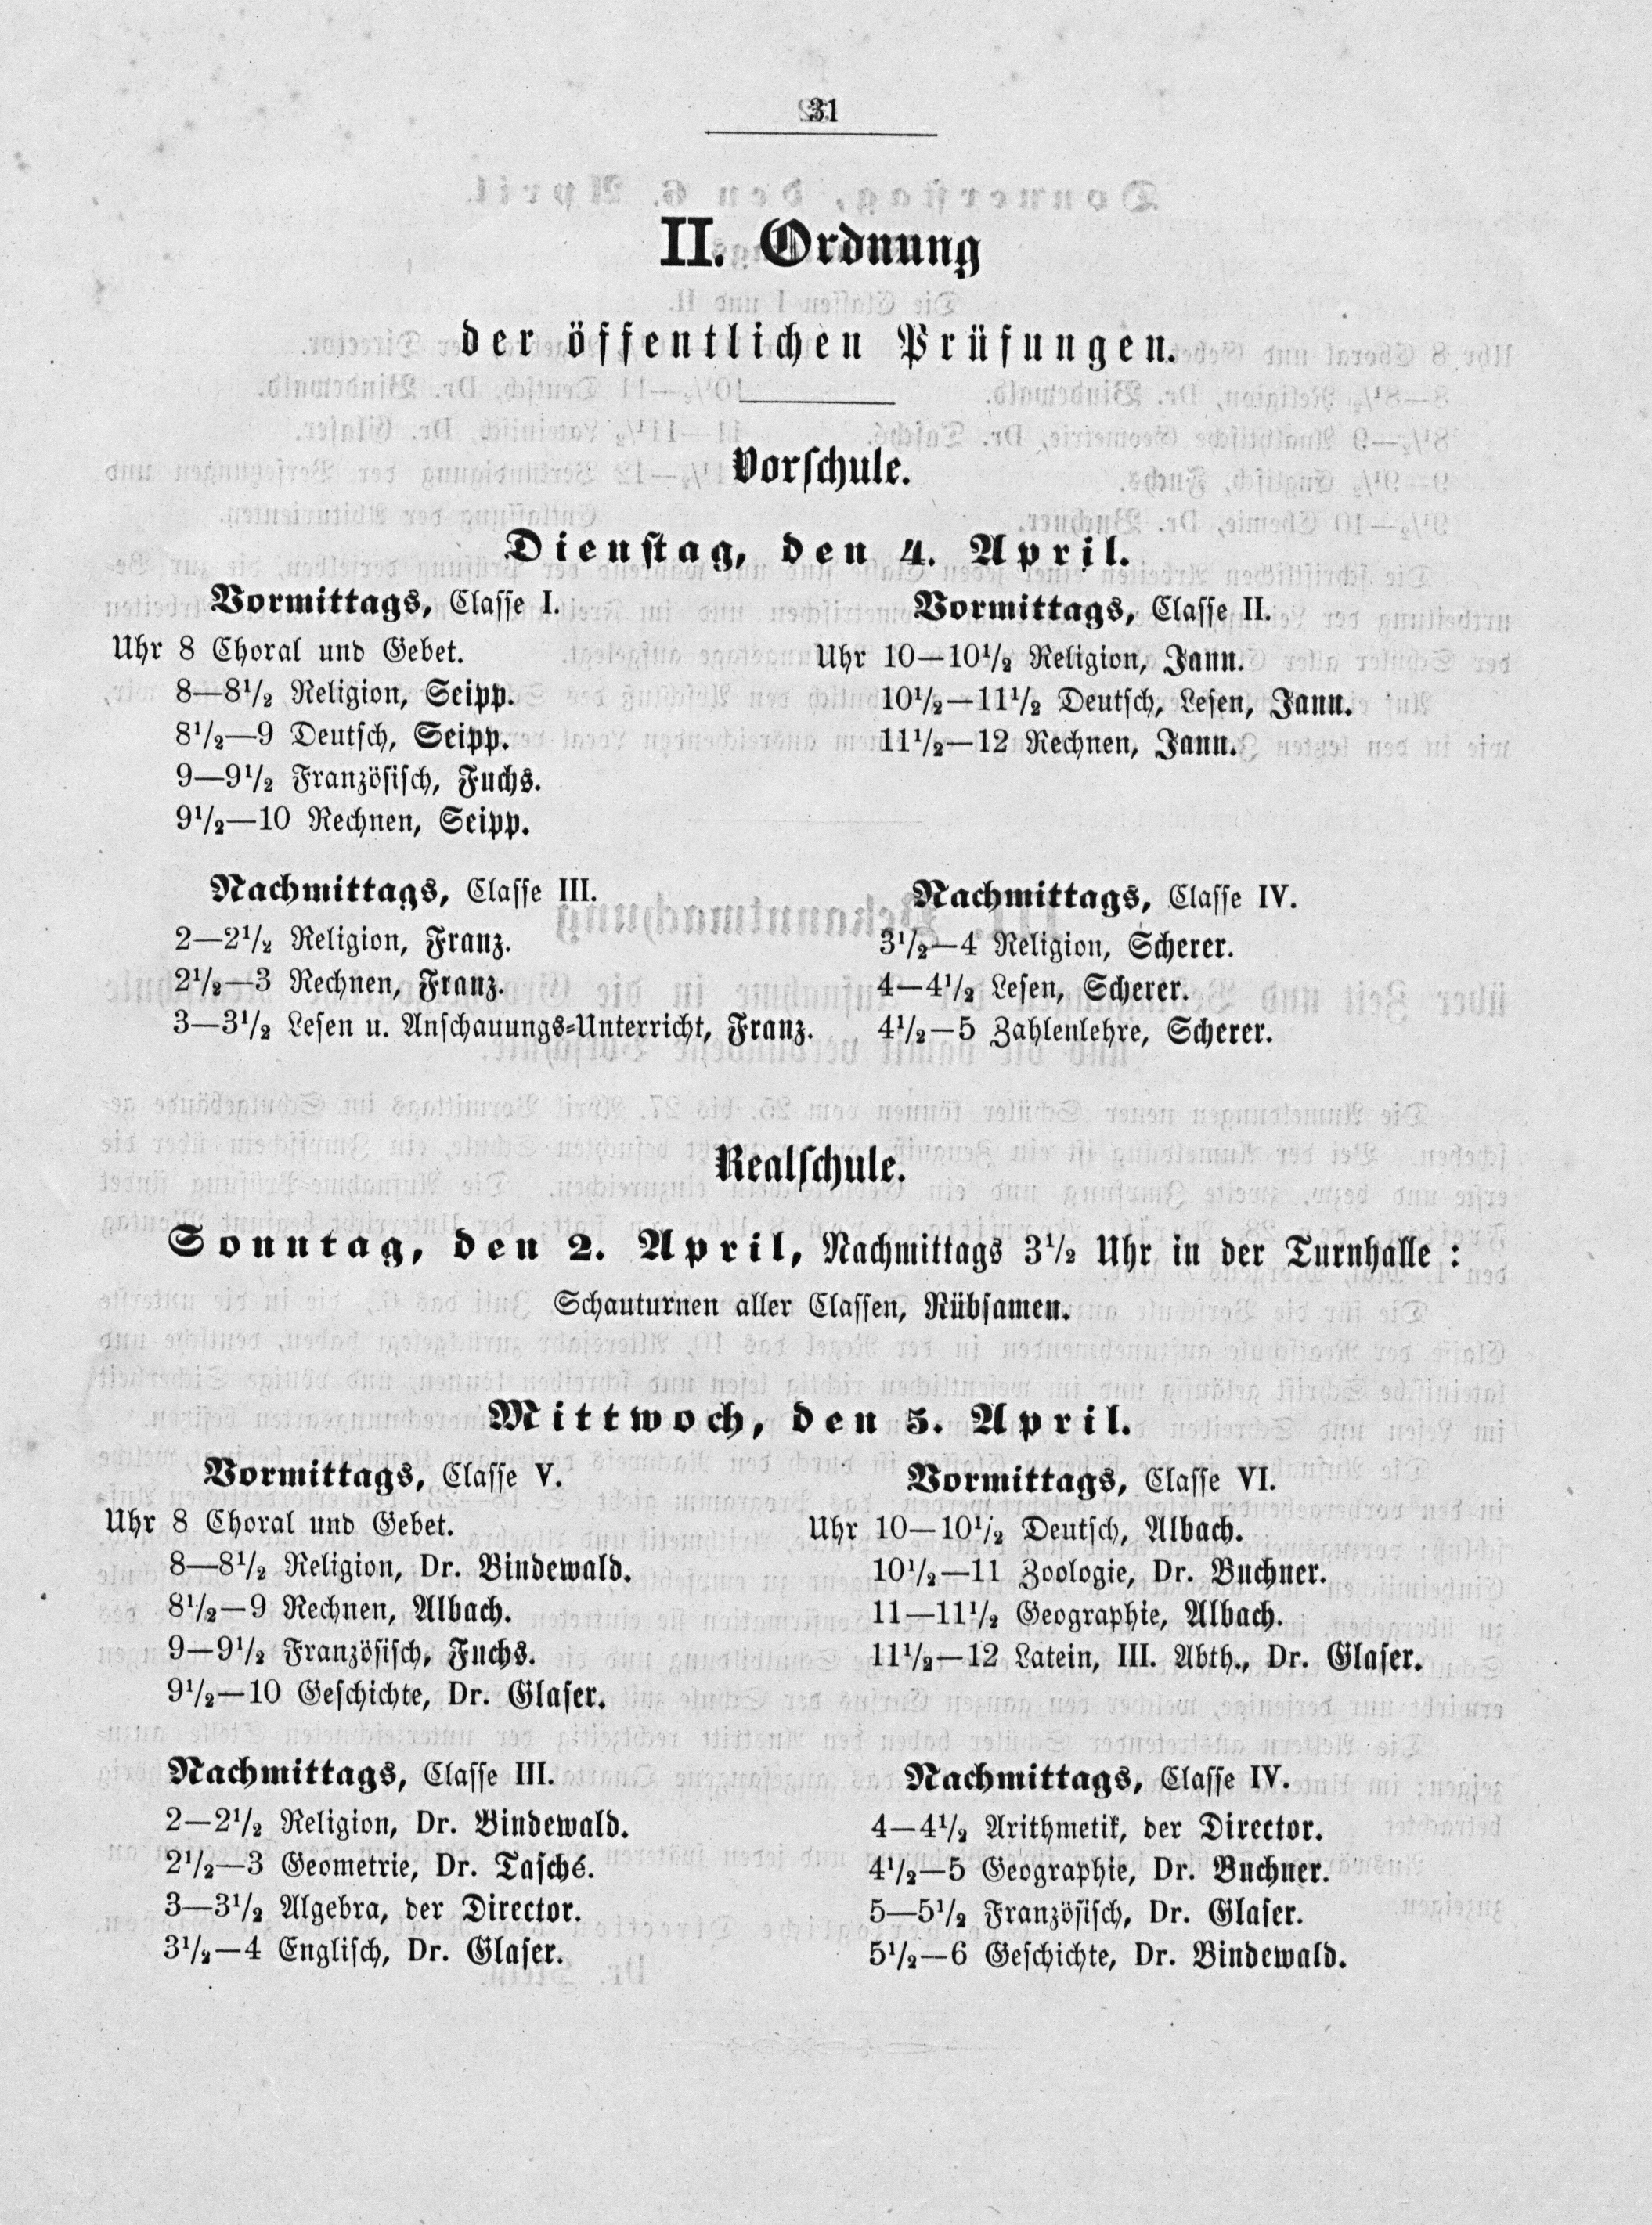 31
II. Ordnung
der öffentlichen Prüfungen.
Vorschule.
Dienstag, den 4. April.
Vormittags, Classe I.
Uhr 8 Choral und Gebet.
8—8½ Religion, Seipp.
8½—9 Deutsch, Seipp.
9—9½ Französisch, Fuchs.
9½—10 Rechnen, Seipp.
Vormittags, Classe II.
Uhr 10—10½ Religion, Jann.
10½—11½ Deutsch, Lesen, Jann.
11½—12 Rechnen, Jann.
Nachmittags, Classe III.
2—2½ Religion, Franz.
2½—3 Rechnen, Franz.
3—3½ Lesen u. Anschauungs-Unterricht, Franz.
Nachmittags, Classe IV.
3½—4 Religion, Scherer.
4—4½ Lesen, Scherer.
4½—5 Zahlenlehre, Scherer.
Realschule.
Sonntag, den 2. April, Nachmittags 3½ Uhr in der Turnhalle :
Schauturnen aller Classen, Rübsamen.
Mittwoch, den 5. April.
Vormittags, Classe V.
Uhr 8 Choral und Gebet.
8—8½ Religion, Dr. Bindewald.
8½—9 Rechnen, Albach.
9—9½ Französisch, Fuchs.
9½—10 Geschichte, Dr. Glaser.
Vormittags, Classe VI.
Uhr 10—10½ Deutsch, Albach.
10½—11 Zoologie, Dr. Buchner.
11—11½ Geographie, Albach.
11½—12 Latein, III. Abth., Dr. Glaser.
Nachmittags, Classe III.
2—2½ Religion, Dr. Bindewald.
2½—3 Geometrie, Dr. Tasché.
3—3½ Algebra, der Director.
3½—4 Englisch, Dr. Glaser.
Nachmittags, Classe IV.
4—4½ Arithmetik, der Director.
4½—5 Geographie, Dr. Buchner.
5—5½ Französisch, Dr. Glaser.
5½—6 Geschichte, Dr. Bindewald.